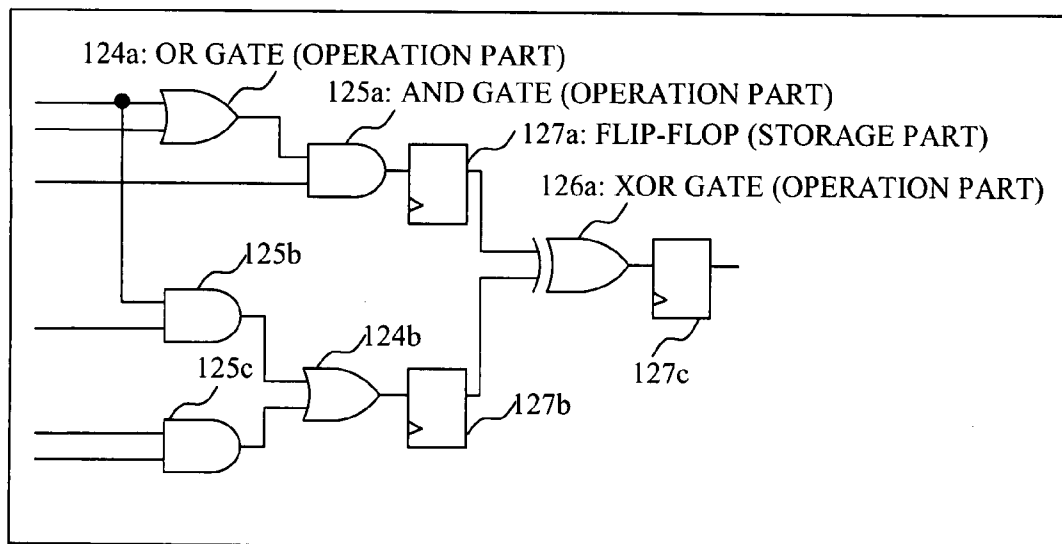 124a: OR GATE (OPERATION PART)
125a: AND GATE (OPERATION PART)
127a: FLIP-FLOP (STORAGE PART)
126a: XOR GATE (OPERATION PART)
125b
124b
125c
127c
127b